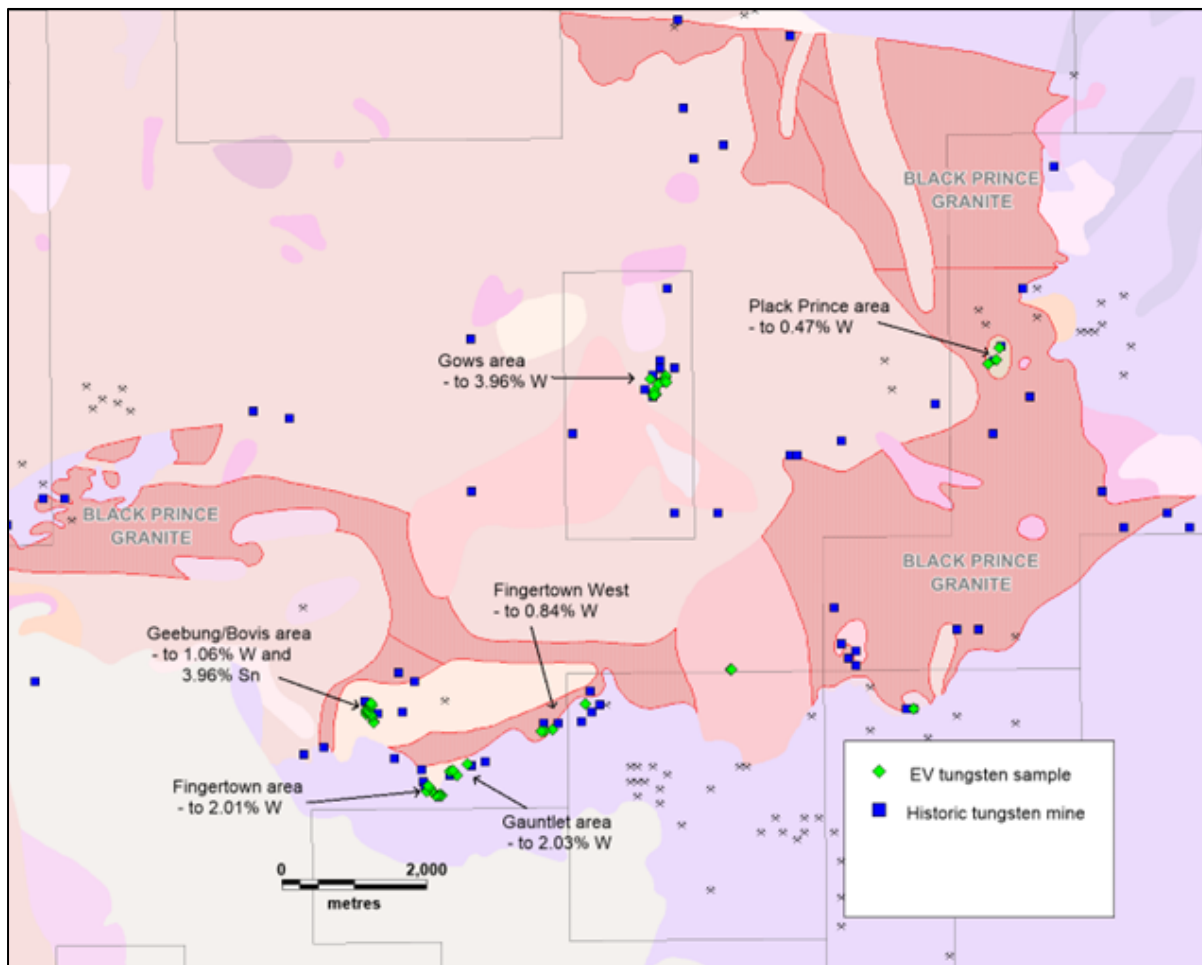 BLACK PRINCE
GRANITE
Plack Prince area
- to 0.47% W
Gows area
- to 3.96% W
BLACK PRINCE
GRANITE
BLACK PRINCE
GRANITE
Fingertown West
- to 0.84% W
Geebung/Bovis area
- to 1.06% W and
3.96% Sn
Fingertown area
- to 2.01% W
Gauntlet area
- to 2.03% W
EV tungsten sample
Historic tungsten mine
0 2,000
metres